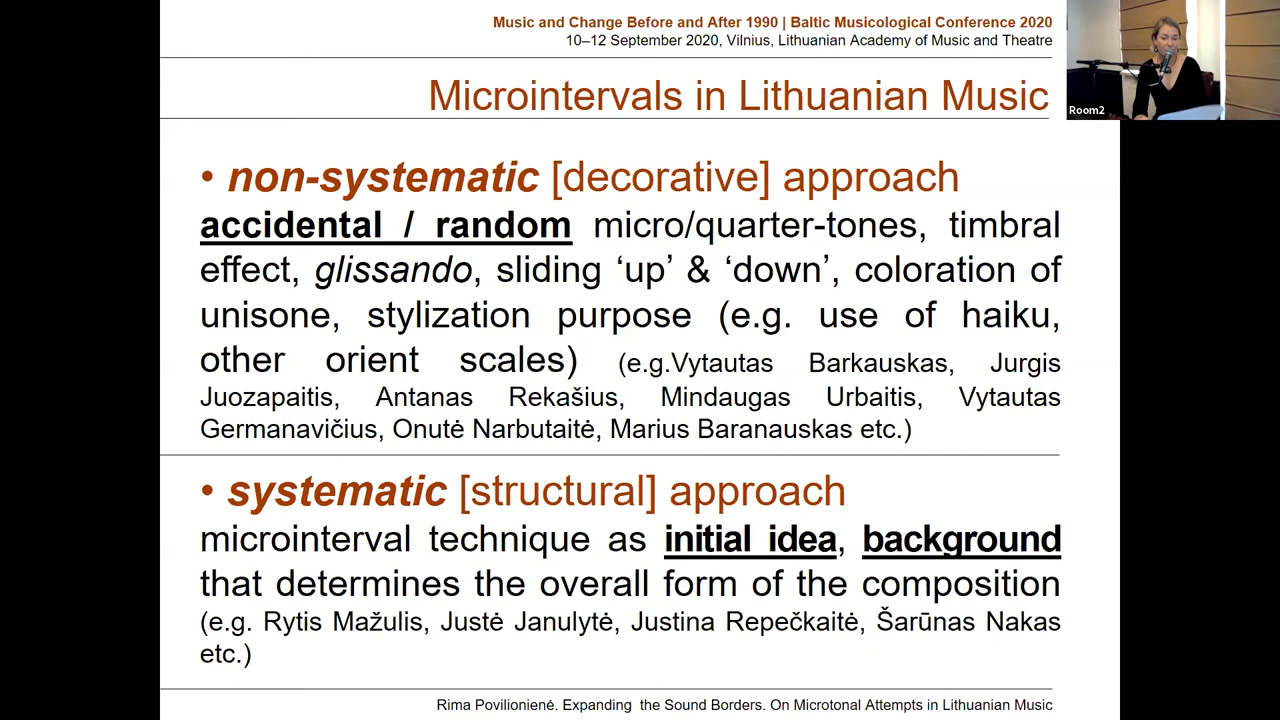 Music and Change Before and After 1990 | Baltic Musicological Conference 2020
10–12 September 2020, Vilnius, Lithuanian Academy of Music and Theatre
Room2
Microintervals in Lithuanian Music
• non-systematic [decorative] approach
accidental / random micro/quarter-tones, timbral
effect, glissando, sliding ‘up’ & ‘down’, coloration of
unisone, stylization purpose (e.g. use of haiku,
other orient scales) (e.g.Vytautas Barkauskas, Jurgis
Juozapaitis, Antanas Rekašius, Mindaugas Urbaitis, Vytautas
Germanavičius, Onutė Narbutaitė, Marius Baranauskas etc.)
• systematic [structural] approach
microinterval technique as initial idea, background
that determines the overall form of the composition
(e.g. Rytis Mažulis, Justė Janulytė, Justina Repečkaitė, Šarūnas Nakas
etc.)
Rima Povilionienė. Expanding the Sound Borders. On Microtonal Attempts in Lithuanian Music